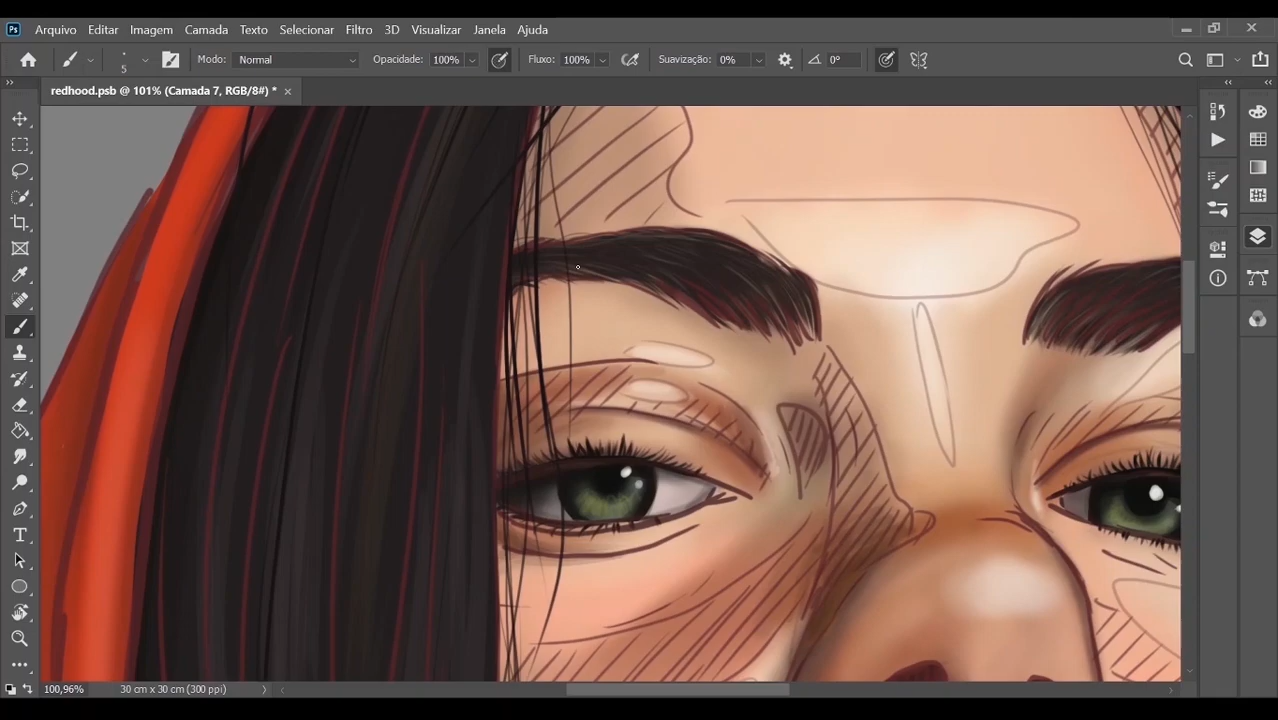 Ps Arquivo Editar Imagem Camada Texto Selecionar Filtro 3D Visualizar Janela Ajuda
5 Modo: Normal Opacidade: 100% Fluxo: 100% Suavização: 0% 0°
redhood.psb @ 101% (Camada 7, RGB/8#) *
100,96% 30 cm x 30 cm (300 ppi)